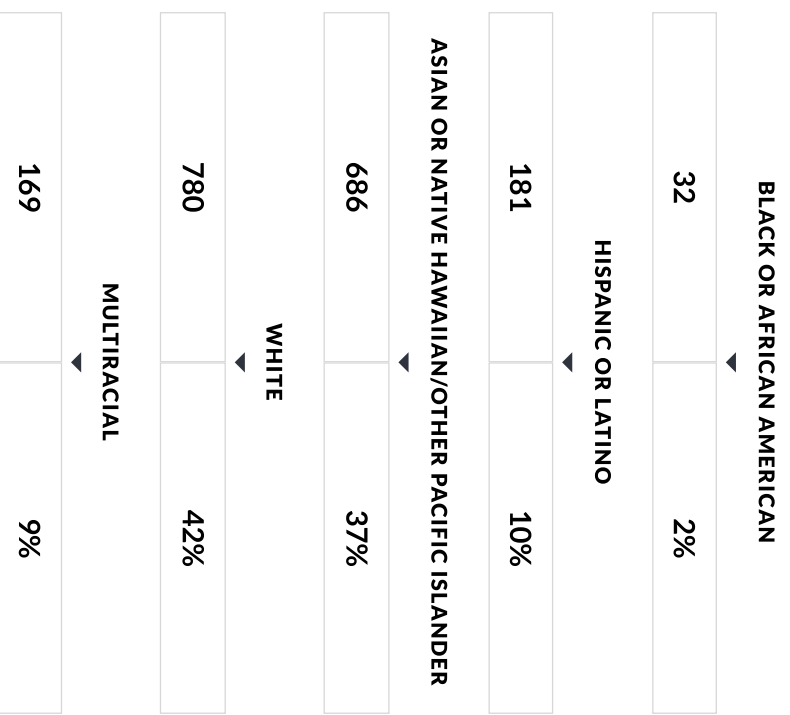 BLACK OR AFRICAN AMERICAN
32 2%
HISPANIC OR LATINO
181 10%
ASIAN OR NATIVE HAWAIIAN/OTHER PACIFIC ISLANDER
686 37%
WHITE
780 42%
MULTIRACIAL
169 9%